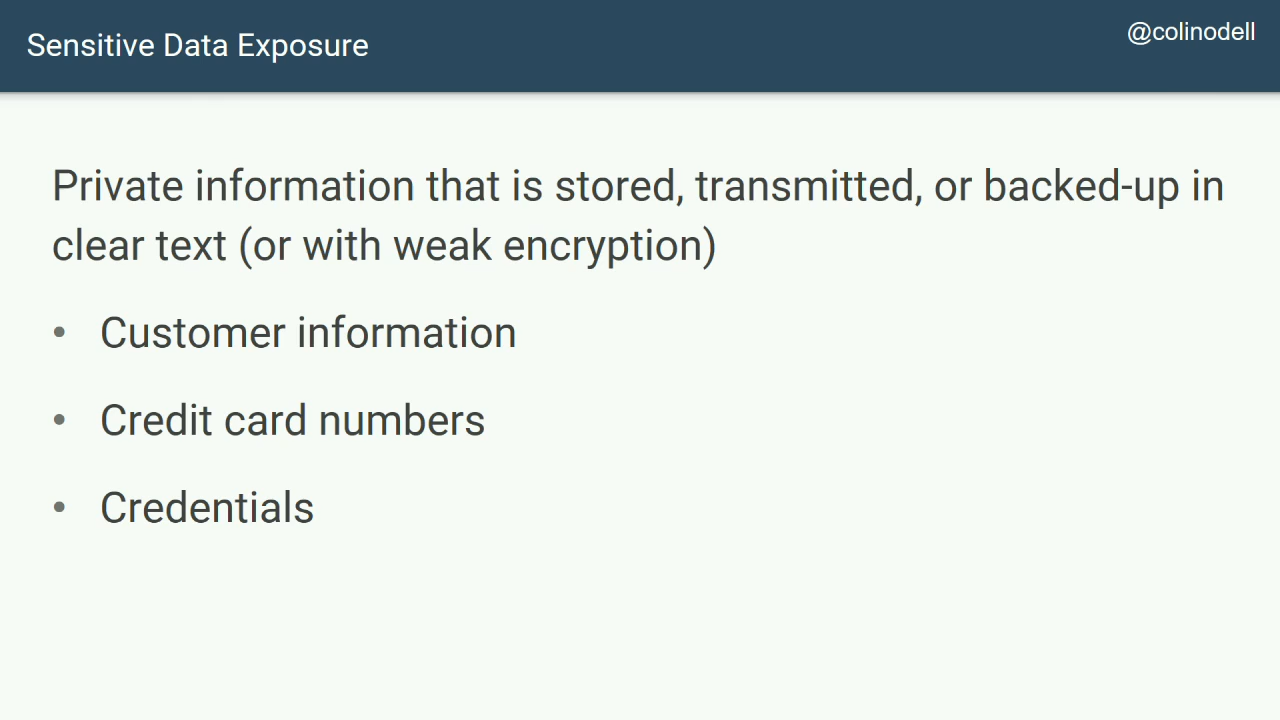 Sensitive Data Exposure
@colinodell
Private information that is stored, transmitted, or backed-up in
clear text (or with weak encryption)
• Customer information
• Credit card numbers
• Credentials